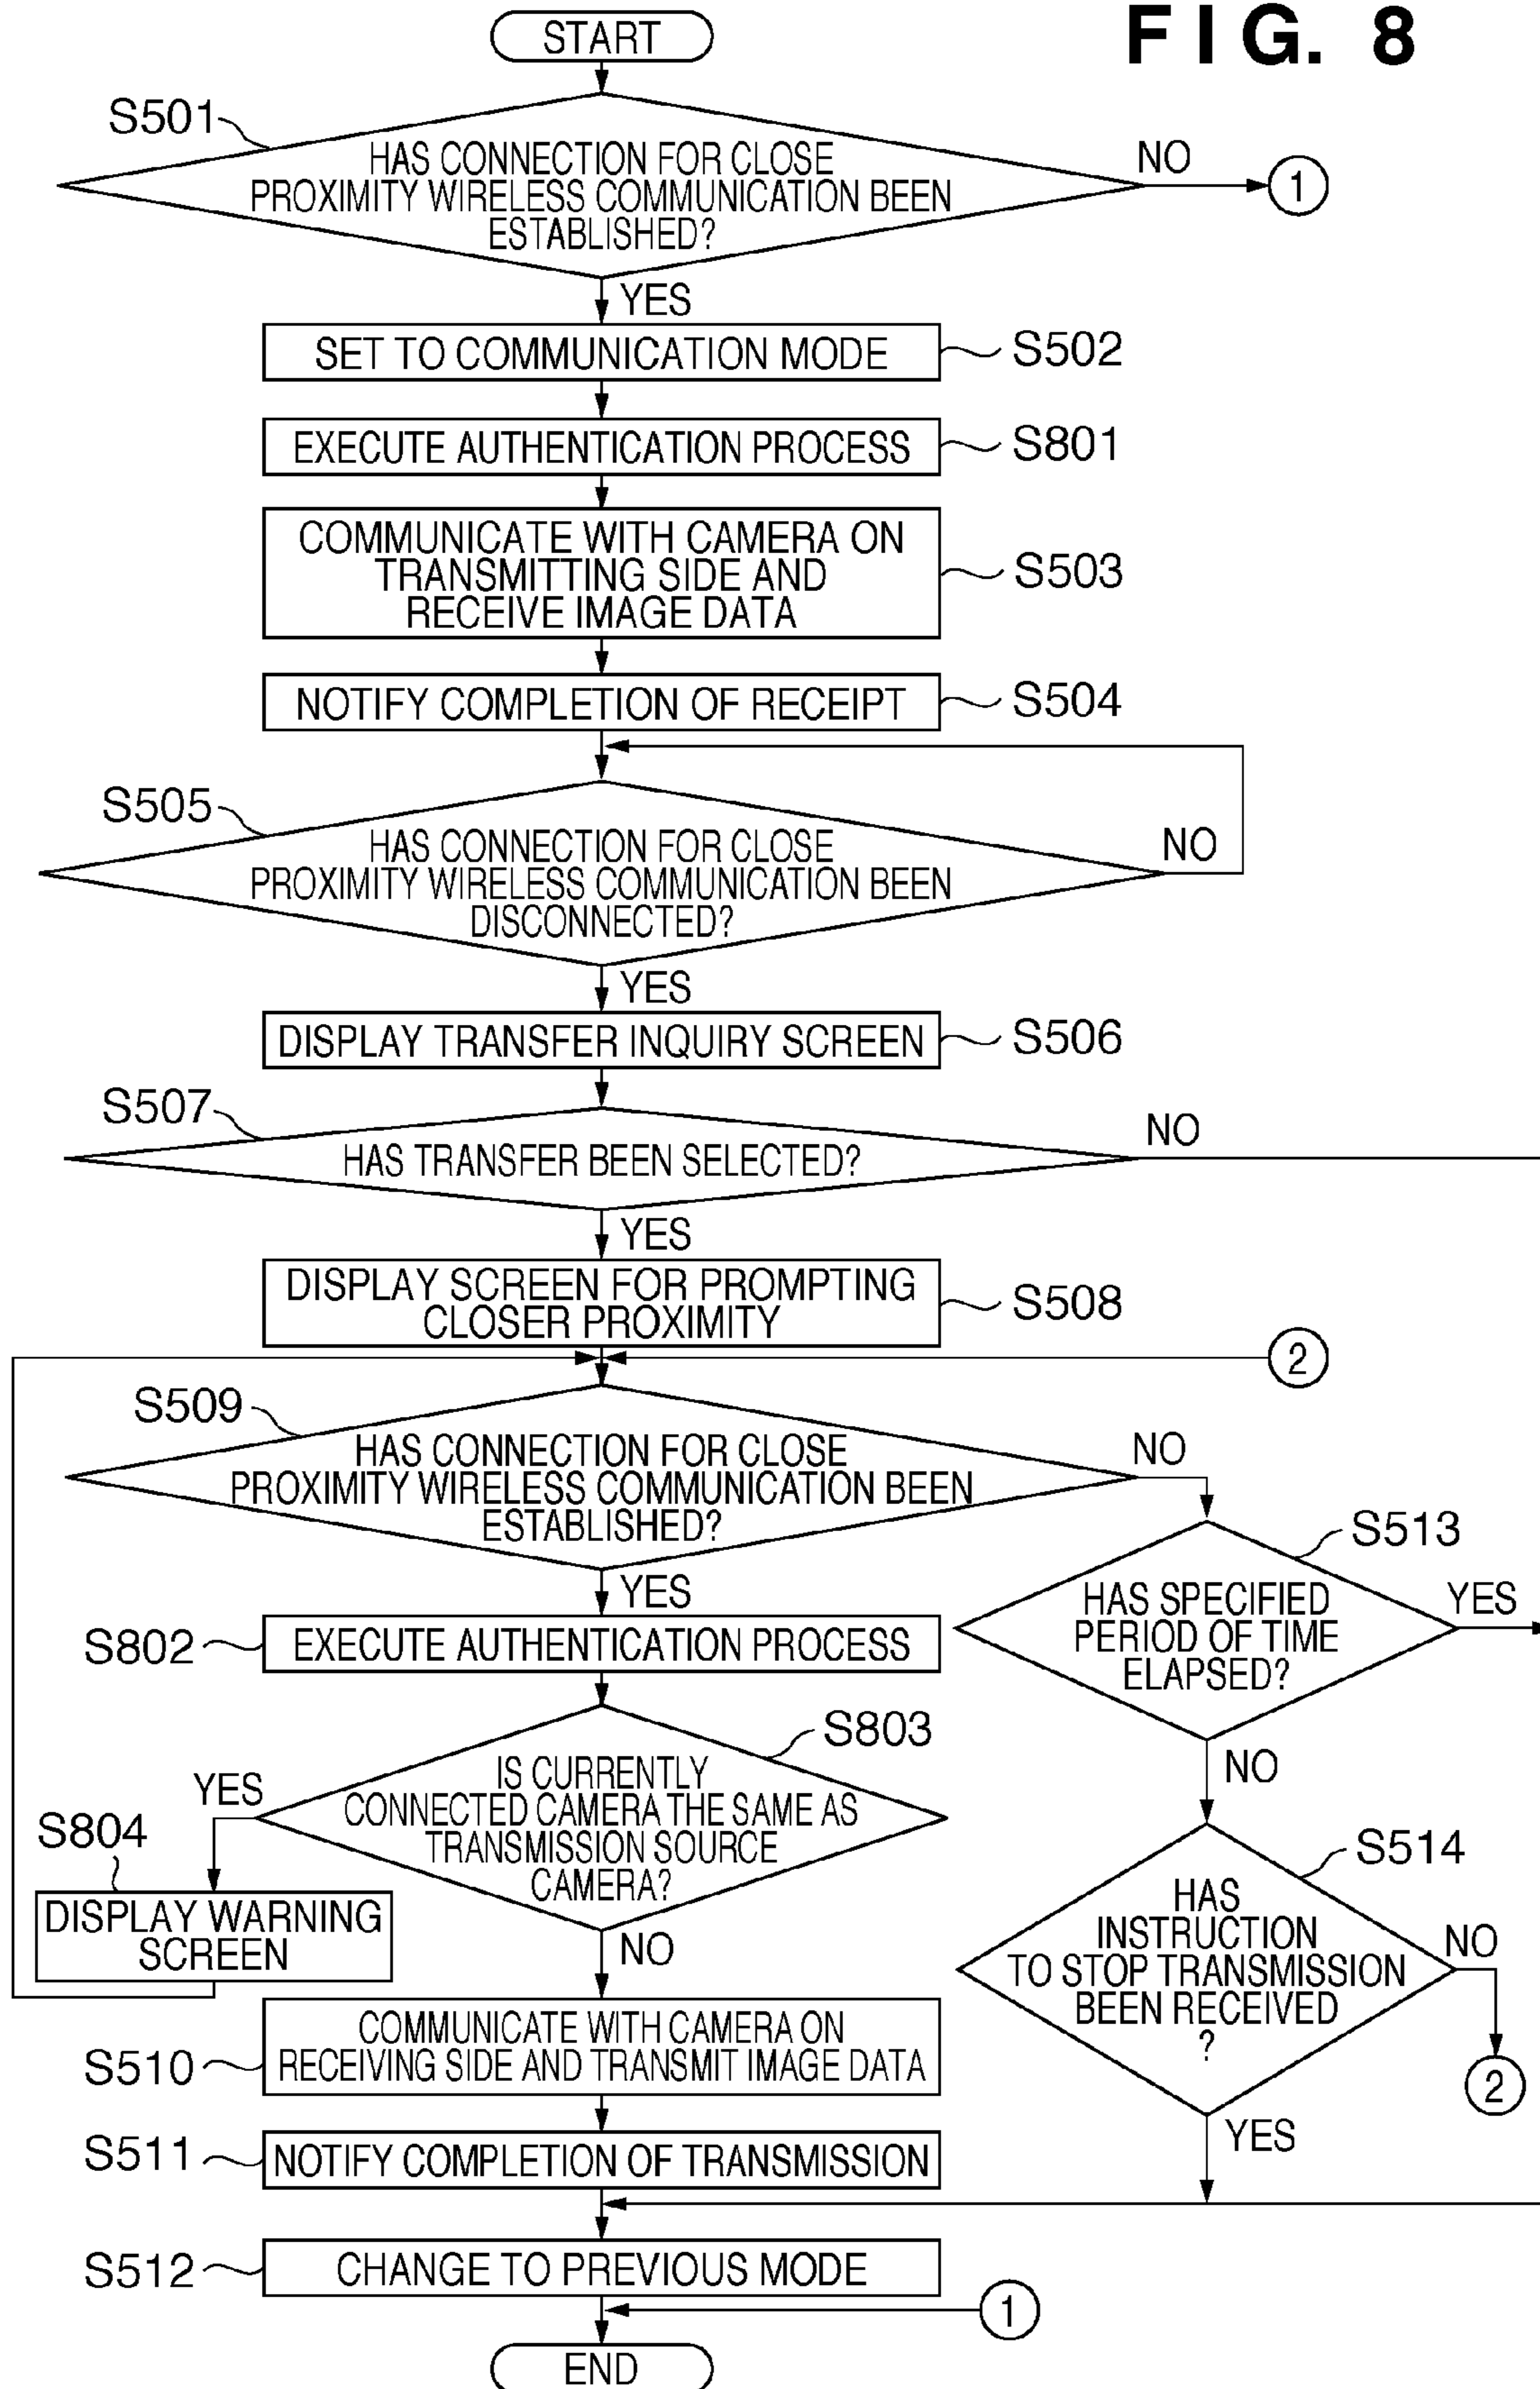 FIG. 8
START
S501
HAS CONNECTION FOR CLOSE
PROXIMITY WIRELESS COMMUNICATION BEEN
ESTABLISHED?
NO
1
YES
SET TO COMMUNICATION MODE
S502
EXECUTE AUTHENTICATION PROCESS
S801
COMMUNICATE WITH CAMERA ON
TRANSMITTING SIDE AND
RECEIVE IMAGE DATA
S503
NOTIFY COMPLETION OF RECEIPT
S504
S505
HAS CONNECTION FOR CLOSE
PROXIMITY WIRELESS COMMUNICATION BEEN
DISCONNECTED?
NO
YES
DISPLAY TRANSFER INQUIRY SCREEN
S506
S507
HAS TRANSFER BEEN SELECTED?
NO
YES
DISPLAY SCREEN FOR PROMPTING
CLOSER PROXIMITY
S508
2
S509
HAS CONNECTION FOR CLOSE
PROXIMITY WIRELESS COMMUNICATION BEEN
ESTABLISHED?
NO
YES
S513
HAS SPECIFIED
PERIOD OF TIME
ELAPSED?
YES
NO
S802
EXECUTE AUTHENTICATION PROCESS
S803
IS CURRENTLY
CONNECTED CAMERA THE SAME AS
TRANSMISSION SOURCE
CAMERA?
YES
S804
DISPLAY WARNING
SCREEN
NO
S514
HAS
INSTRUCTION
TO STOP TRANSMISSION
BEEN RECEIVED
?
NO
2
YES
S510
COMMUNICATE WITH CAMERA ON
RECEIVING SIDE AND TRANSMIT IMAGE DATA
S511
NOTIFY COMPLETION OF TRANSMISSION
S512
CHANGE TO PREVIOUS MODE
1
END